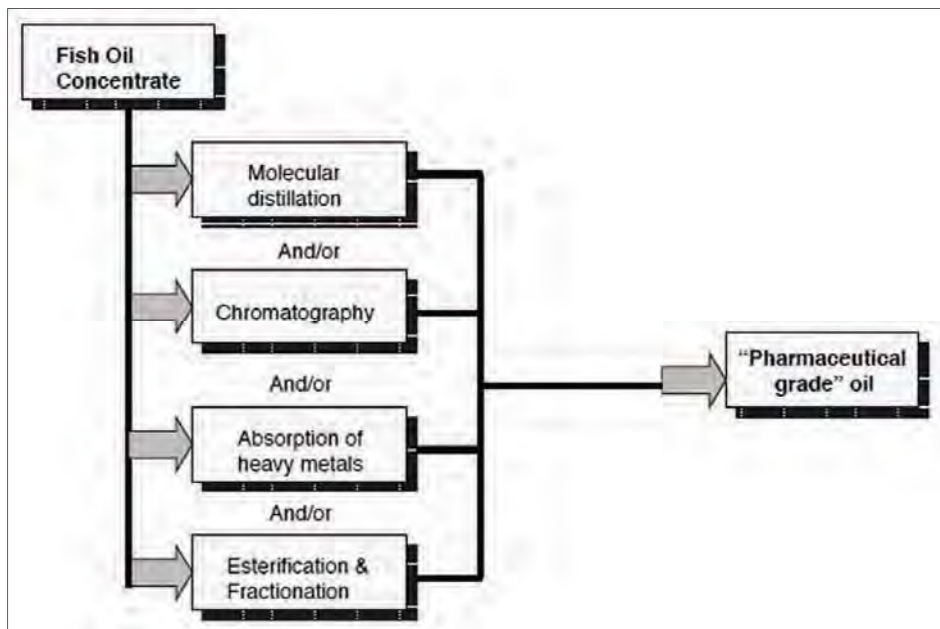 Fish Oil
Concentrate
Molecular
distillation
And/or
Chromatography
And/or
Absorption of
heavy metals
And/or
Esterification &
Fractionation
“Pharmaceutical
grade” oil